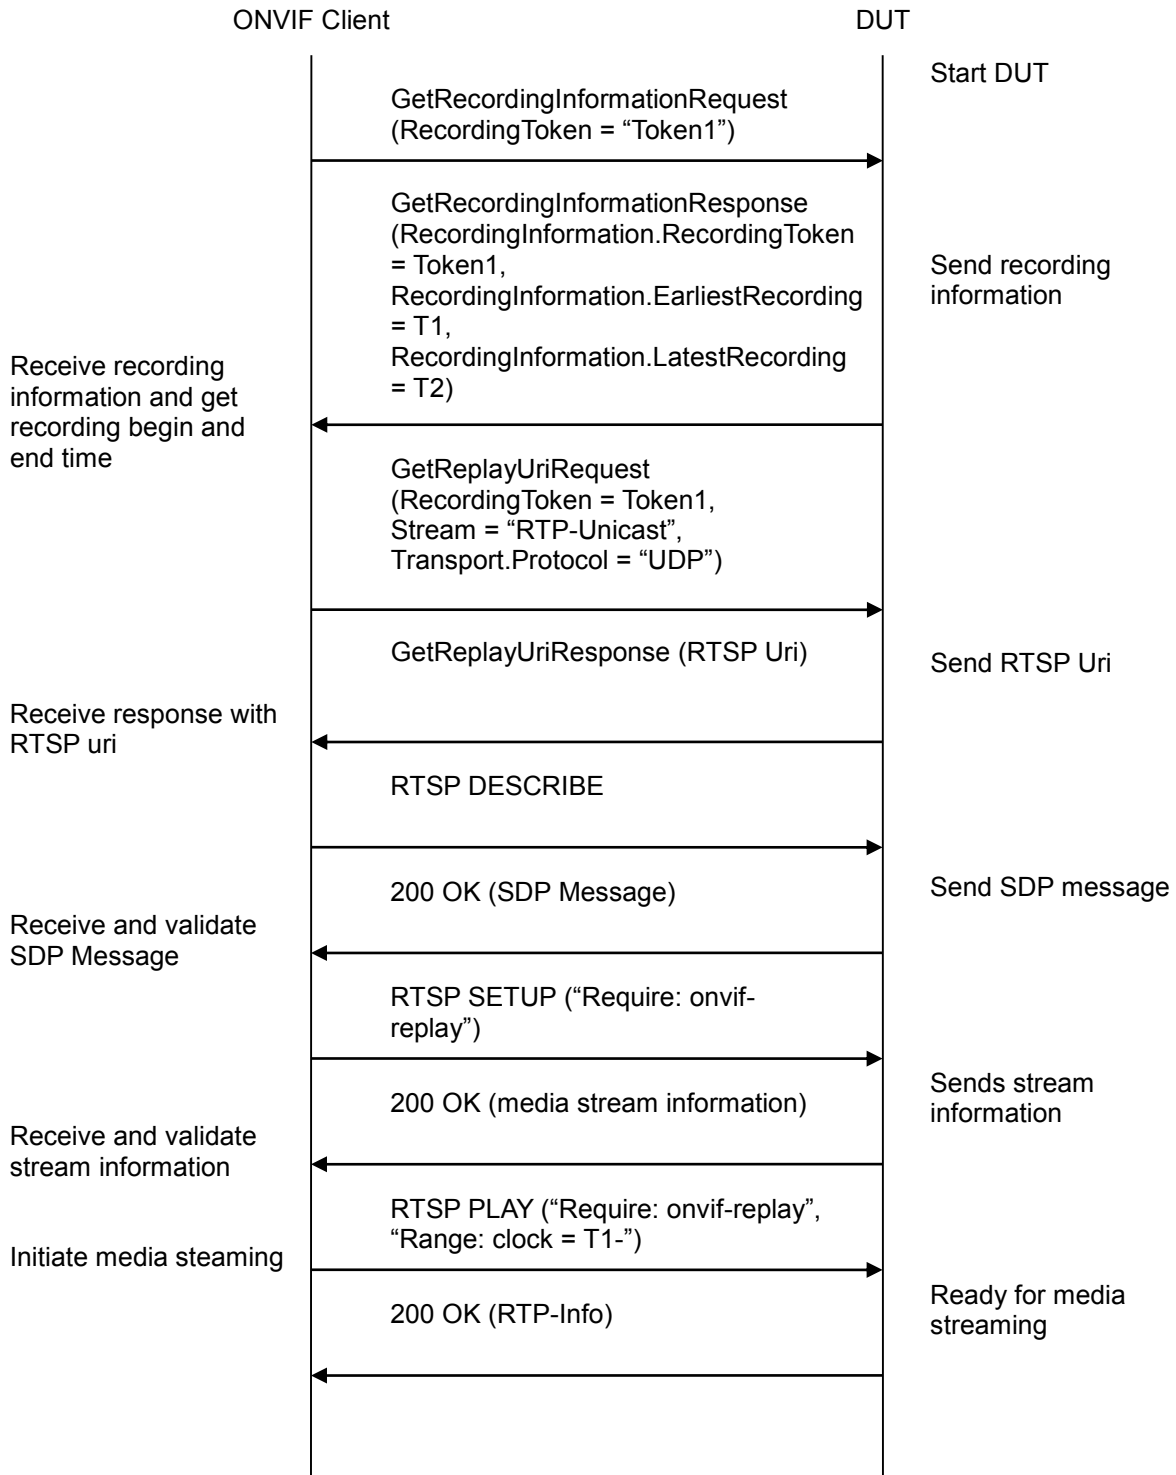 ONVIF Client
DUT
Start DUT
GetRecordingInformationRequest
(RecordingToken = “Token1”)
GetRecordingInformationResponse
(RecordingInformation.RecordingToken
= Token1,
RecordingInformation.EarliestRecording
= T1,
RecordingInformation.LatestRecording
= T2)
Send recording
information
Receive recording
information and get
recording begin and
end time
GetReplayUriRequest
(RecordingToken = Token1,
Stream = “RTP-Unicast”,
Transport.Protocol = “UDP”)
GetReplayUriResponse (RTSP Uri)
Send RTSP Uri
Receive response with
RTSP uri
RTSP DESCRIBE
200 OK (SDP Message)
Send SDP message
Receive and validate
SDP Message
RTSP SETUP (“Require: onvif-
replay”)
200 OK (media stream information)
Sends stream
information
Receive and validate
stream information
RTSP PLAY (“Require: onvif-replay”,
“Range: clock = T1-”)
Initiate media steaming
200 OK (RTP-Info)
Ready for media
streaming